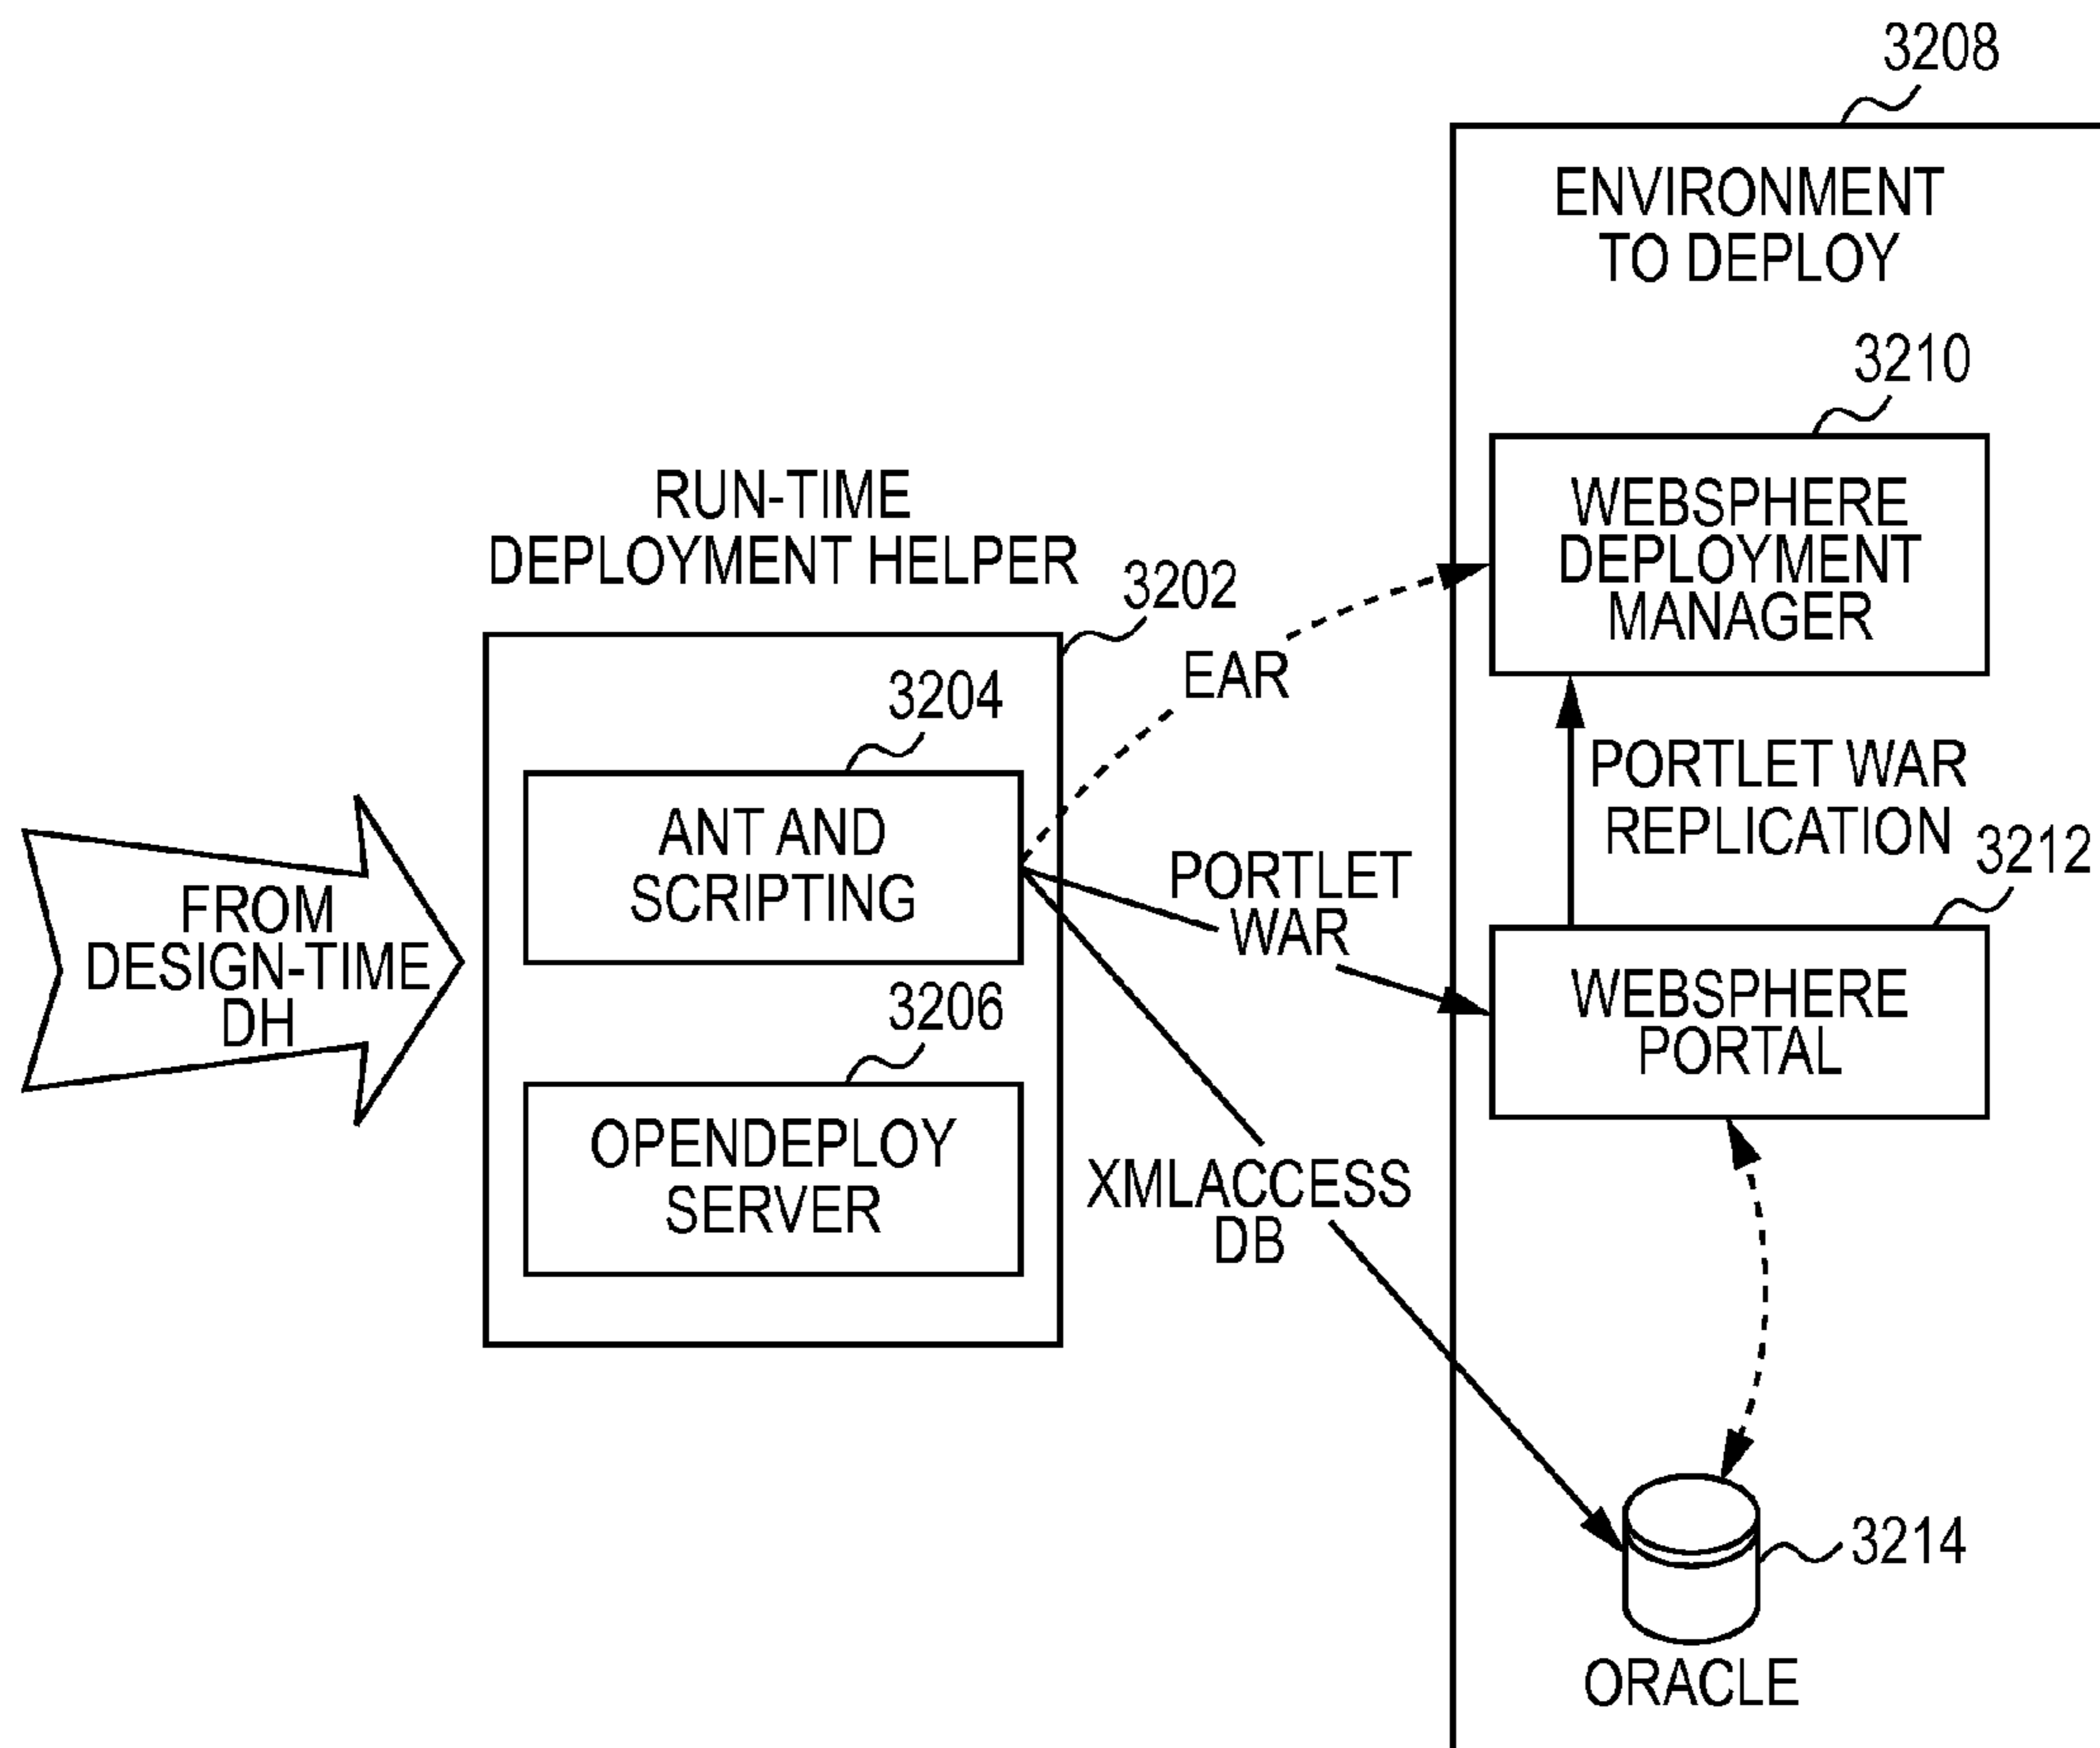 3208
ENVIRONMENT
TO DEPLOY
3210
WEBSPHERE
DEPLOYMENT
MANAGER
RUN-TIME
DEPLOYMENT HELPER
3202
EAR
3204
ANT AND
SCRIPTING
PORTLET WAR
REPLICATION
3212
PORTLET
WAR
FROM
DESIGN-TIME
DH
WEBSPHERE
PORTAL
3206
OPENDEPLOY
SERVER
XMLACCESS
DB
3214
ORACLE